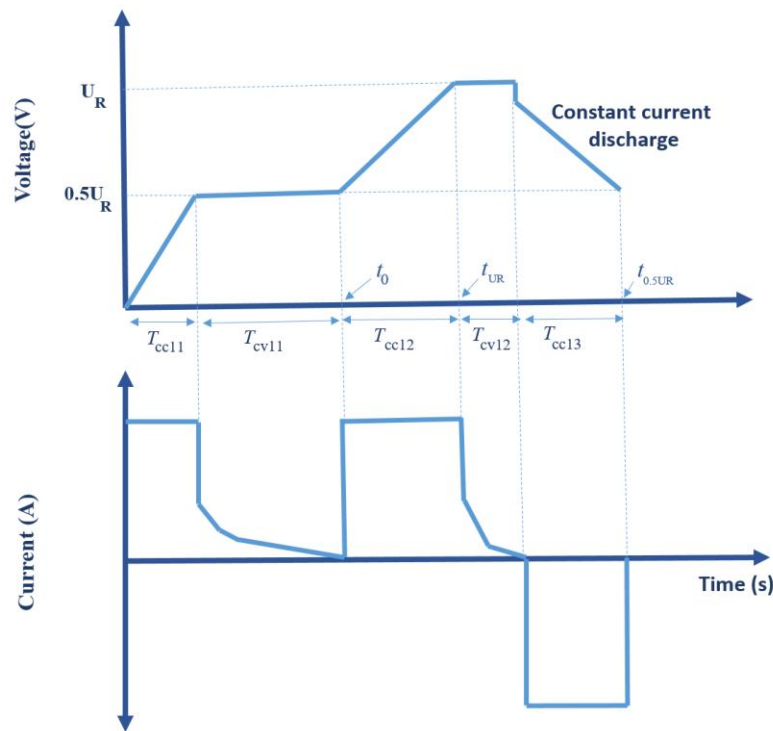 Voltage(V)
U_R
0.5U_R
Constant current
discharge
t_0
t_UR
t_0.5UR
T_cc11
T_cv11
T_cc12
T_cv12
T_cc13
Current (A)
Time (s)